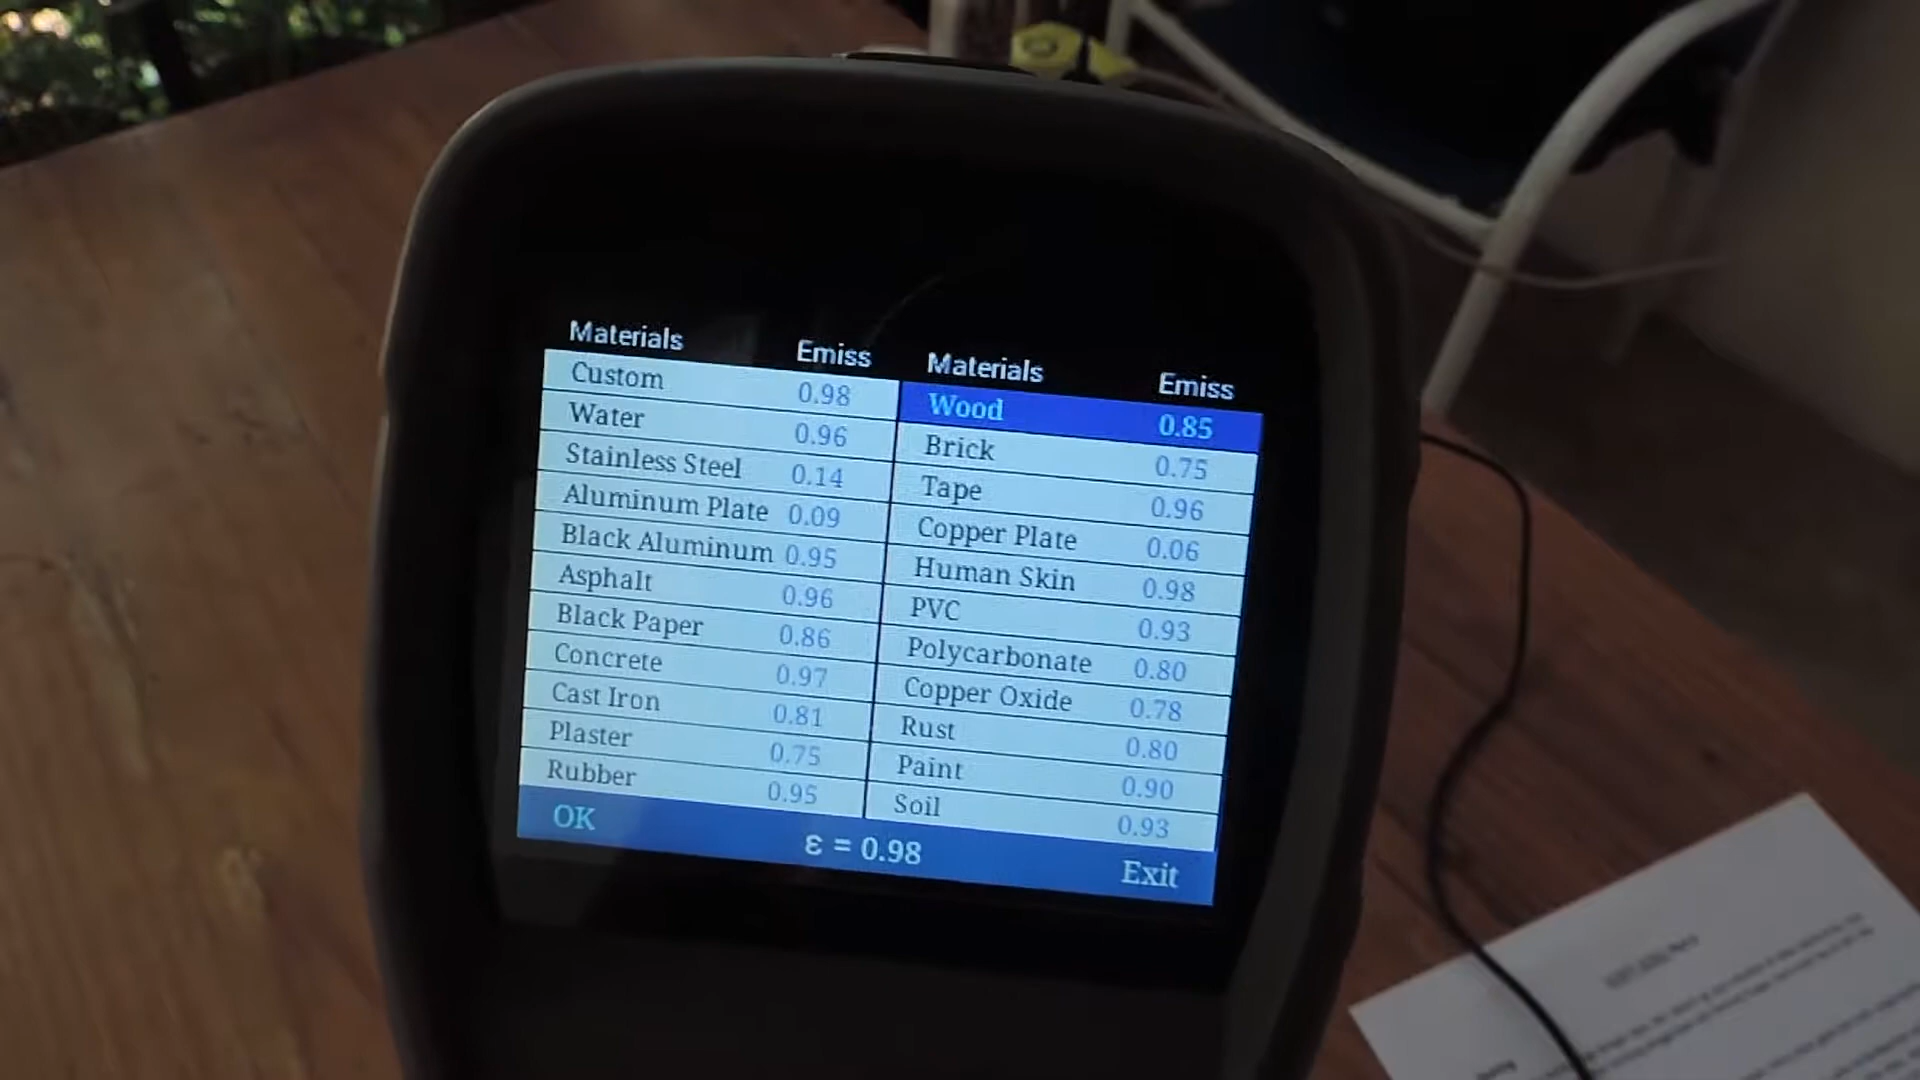 Materials Emiss Materials Emiss
Custom 0.98 Wood 0.85
Water 0.96 Brick 0.75
Stainless Steel 0.14 Tape 0.96
Aluminum Plate 0.09 Copper Plate 0.06
Black Aluminum 0.95 Human Skin 0.98
Asphalt 0.96 PVC 0.93
Black Paper 0.86 Polycarbonate 0.80
Concrete 0.97 Copper Oxide 0.78
Cast Iron 0.81 Rust 0.80
Plaster 0.75 Paint 0.90
Rubber 0.95 Soil 0.93
OK ε = 0.98 Exit